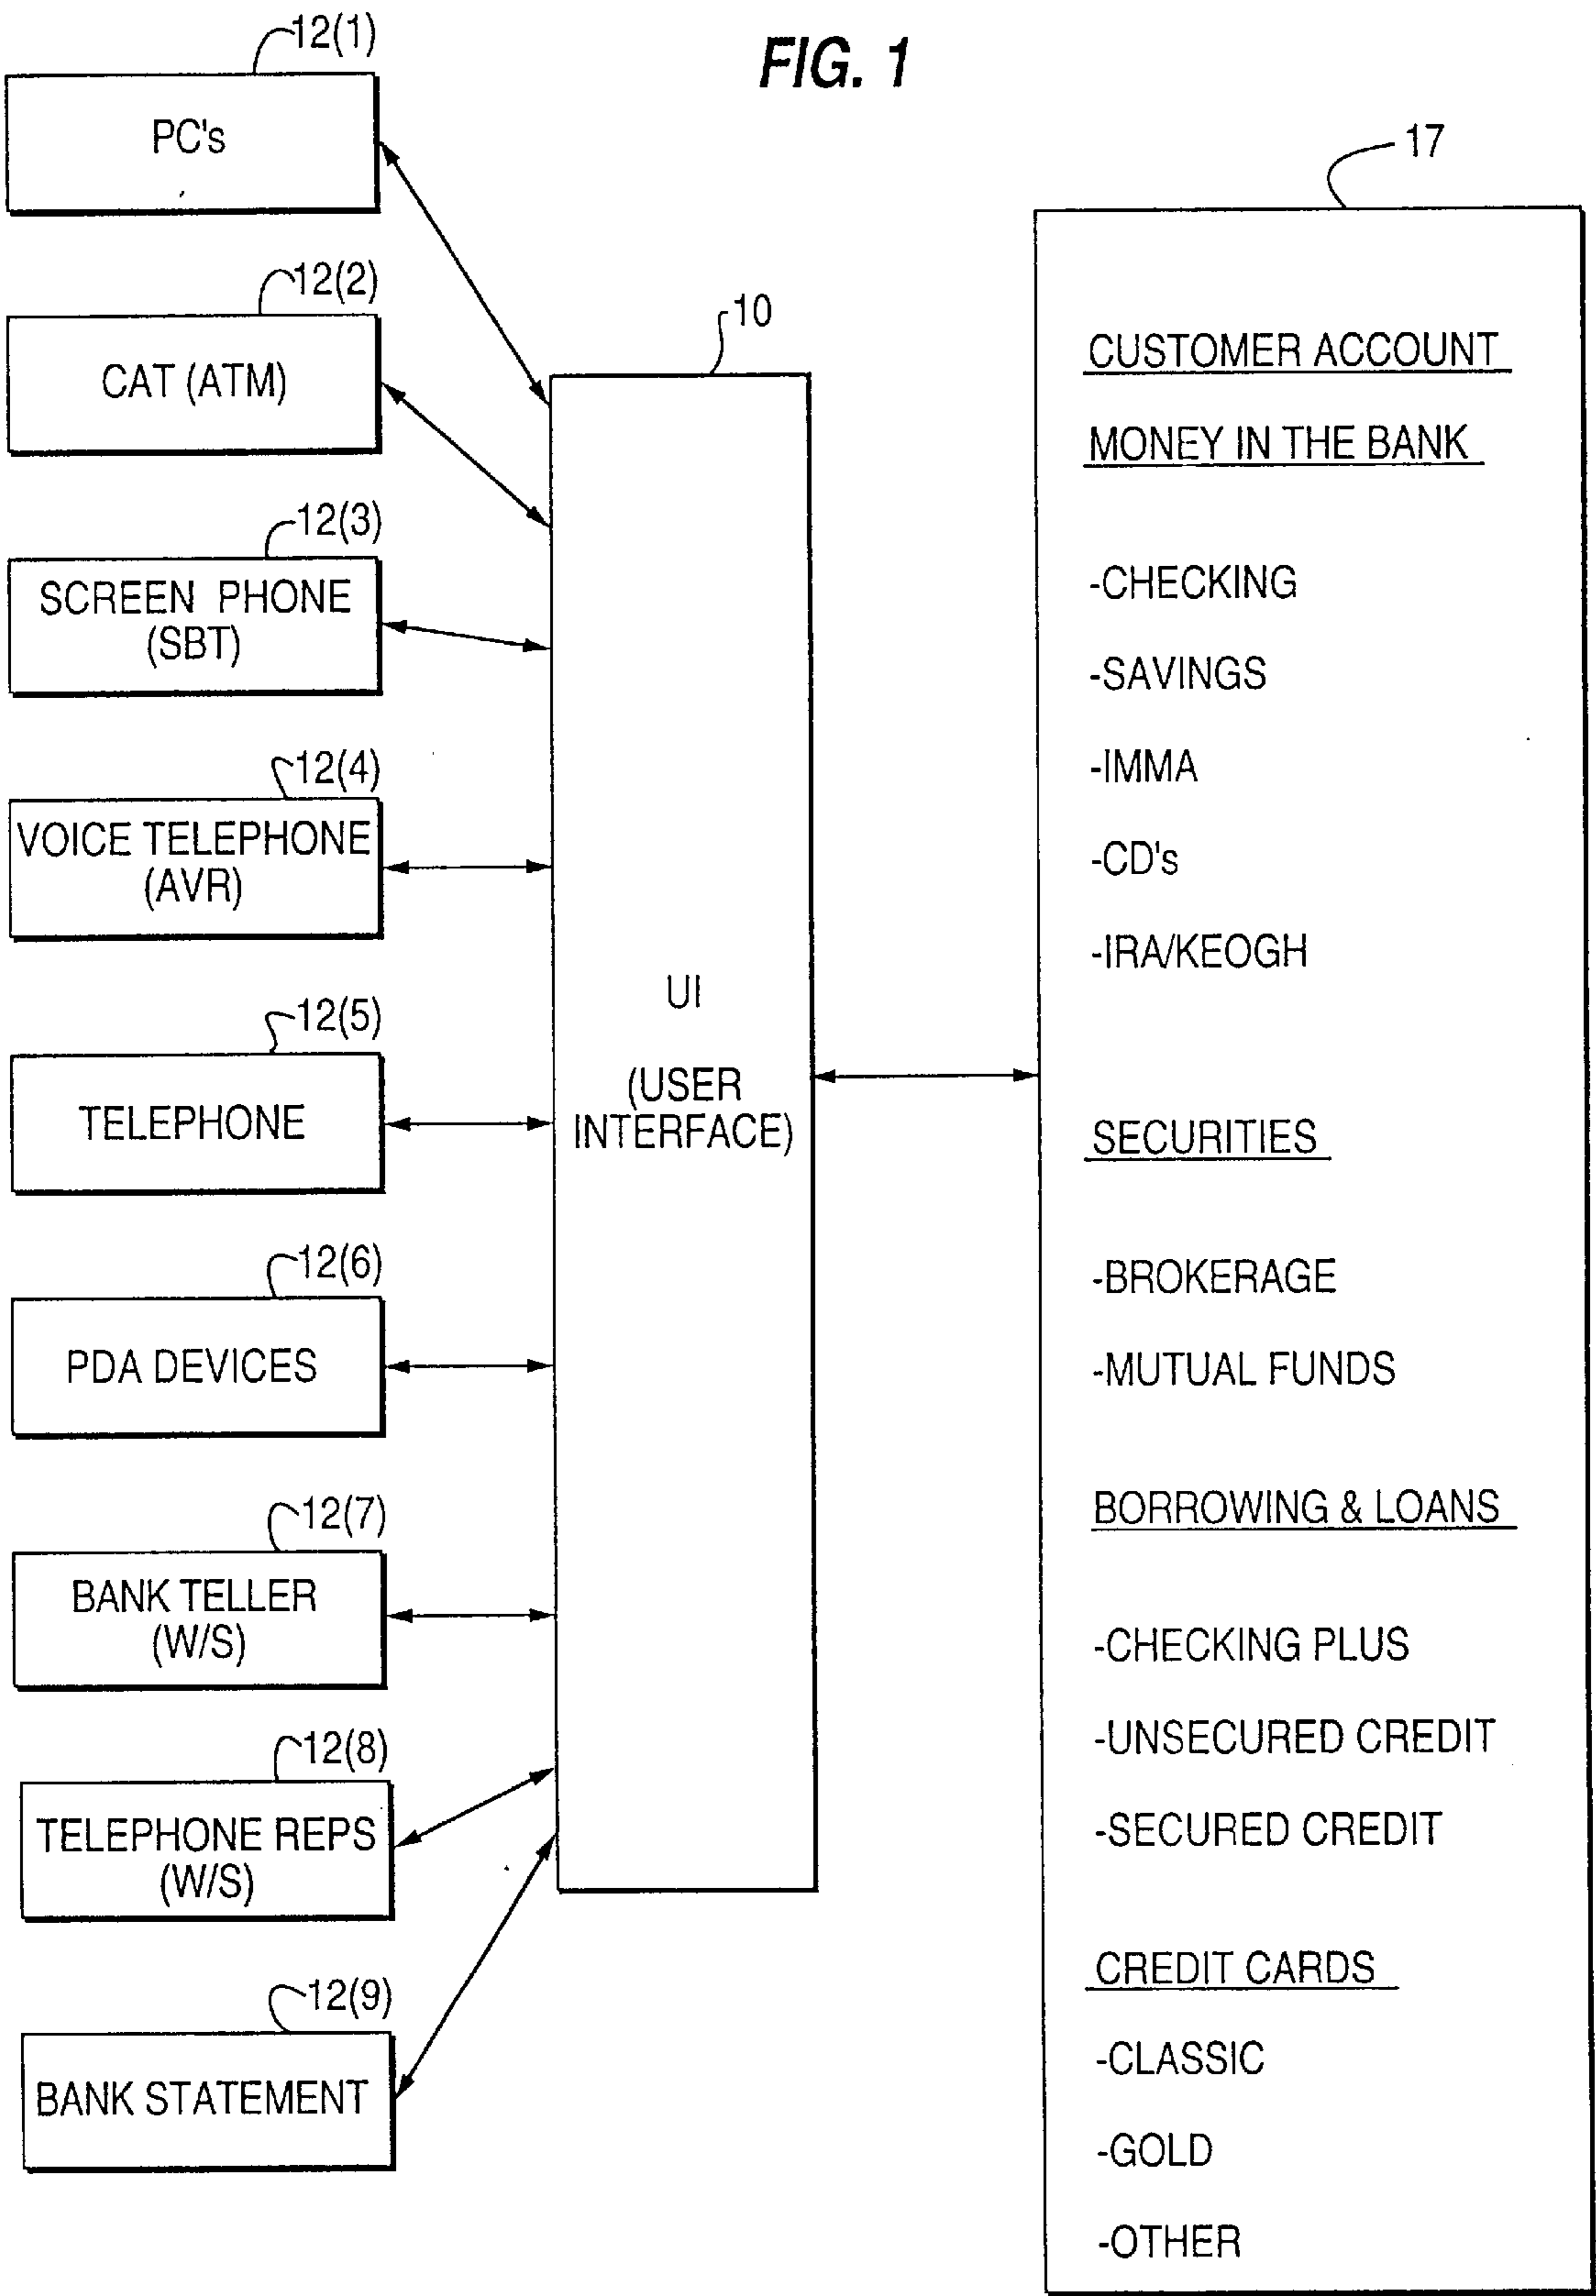 FIG. 1
12(1)
PC's
12(2)
CAT (ATM)
12(3)
SCREEN PHONE
(SBT)
12(4)
VOICE TELEPHONE
(AVR)
12(5)
TELEPHONE
12(6)
PDA DEVICES
12(7)
BANK TELLER
(W/S)
12(8)
TELEPHONE REPS
(W/S)
12(9)
BANK STATEMENT
10
UI
(USER
INTERFACE)
17
CUSTOMER ACCOUNT
MONEY IN THE BANK
-CHECKING
-SAVINGS
-IMMA
-CD's
-IRA/KEOGH
SECURITIES
-BROKERAGE
-MUTUAL FUNDS
BORROWING & LOANS
-CHECKING PLUS
-UNSECURED CREDIT
-SECURED CREDIT
CREDIT CARDS
-CLASSIC
-GOLD
-OTHER